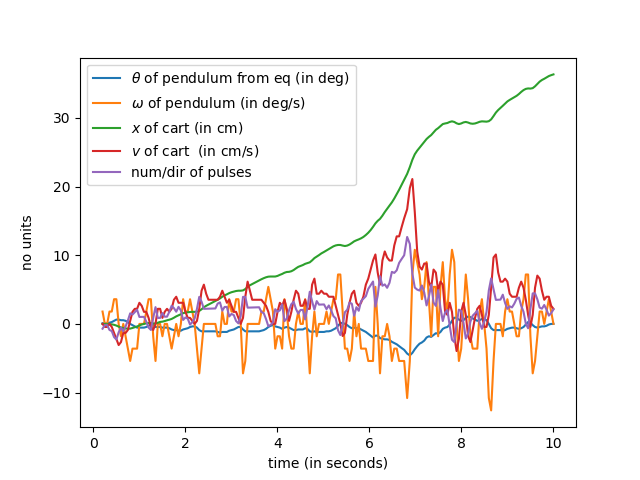 θ of pendulum from eq (in deg)
ω of pendulum (in deg/s)
x of cart (in cm)
v of cart  (in cm/s)
num/dir of pulses
no units
30
20
10
0
−10
0 2 4 6 8 10
time (in seconds)